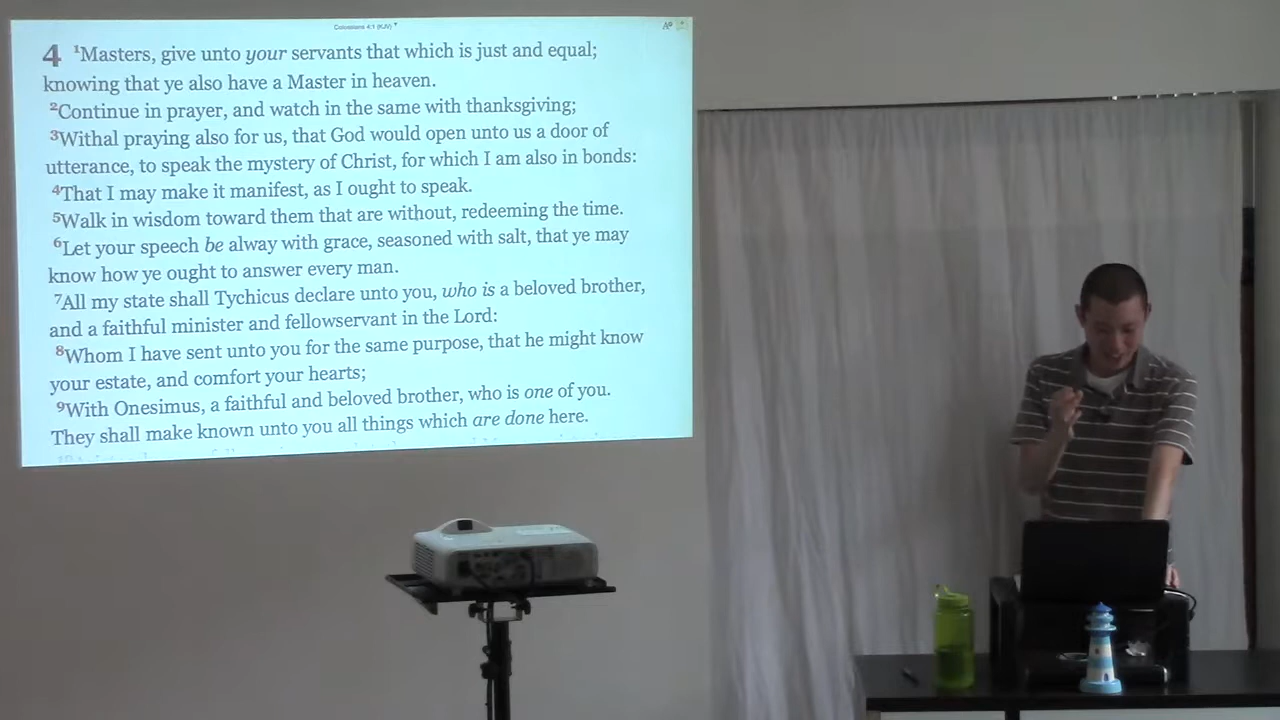 Colossians 4:1 (KJV)
4 1Masters, give unto your servants that which is just and equal;
knowing that ye also have a Master in heaven.
2Continue in prayer, and watch in the same with thanksgiving;
3Withal praying also for us, that God would open unto us a door of
utterance, to speak the mystery of Christ, for which I am also in bonds:
4That I may make it manifest, as I ought to speak.
5Walk in wisdom toward them that are without, redeeming the time.
6Let your speech be alway with grace, seasoned with salt, that ye may
know how ye ought to answer every man.
7All my state shall Tychicus declare unto you, who is a beloved brother,
and a faithful minister and fellowservant in the Lord:
8Whom I have sent unto you for the same purpose, that he might know
your estate, and comfort your hearts;
9With Onesimus, a faithful and beloved brother, who is one of you.
They shall make known unto you all things which are done here.